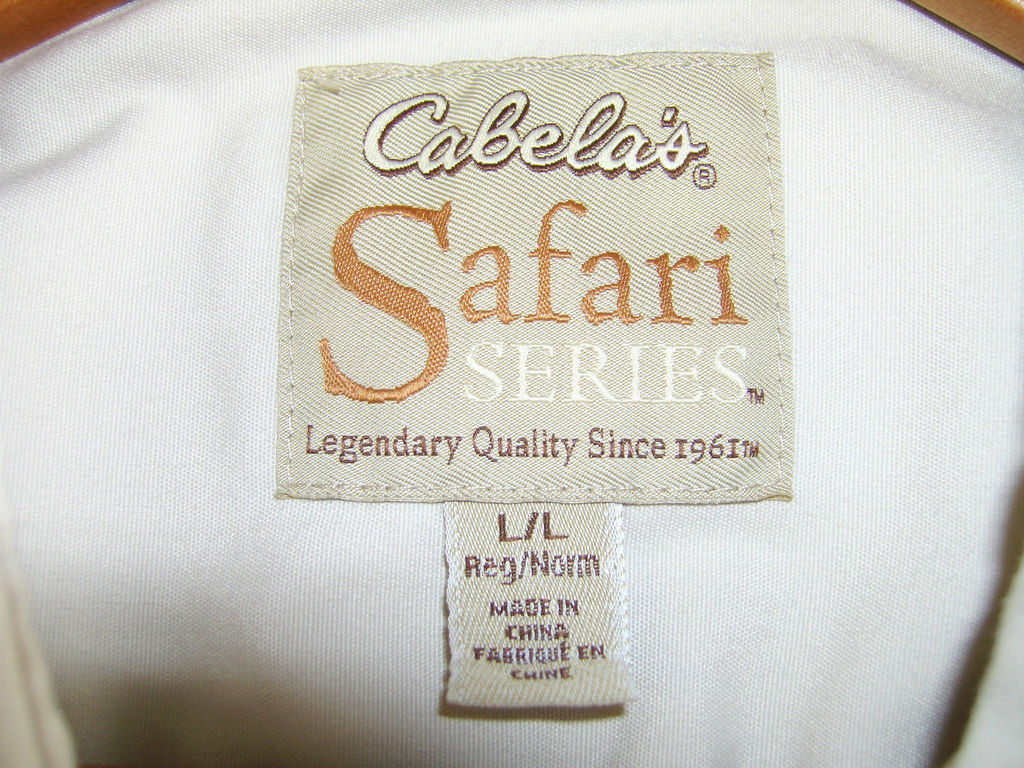 Cabela's®
Safari
SERIES™
Legendary Quality Since 1961™
L/L
Reg/Norm
MADE IN
CHINA
FABRIQUÉ EN
CHINE